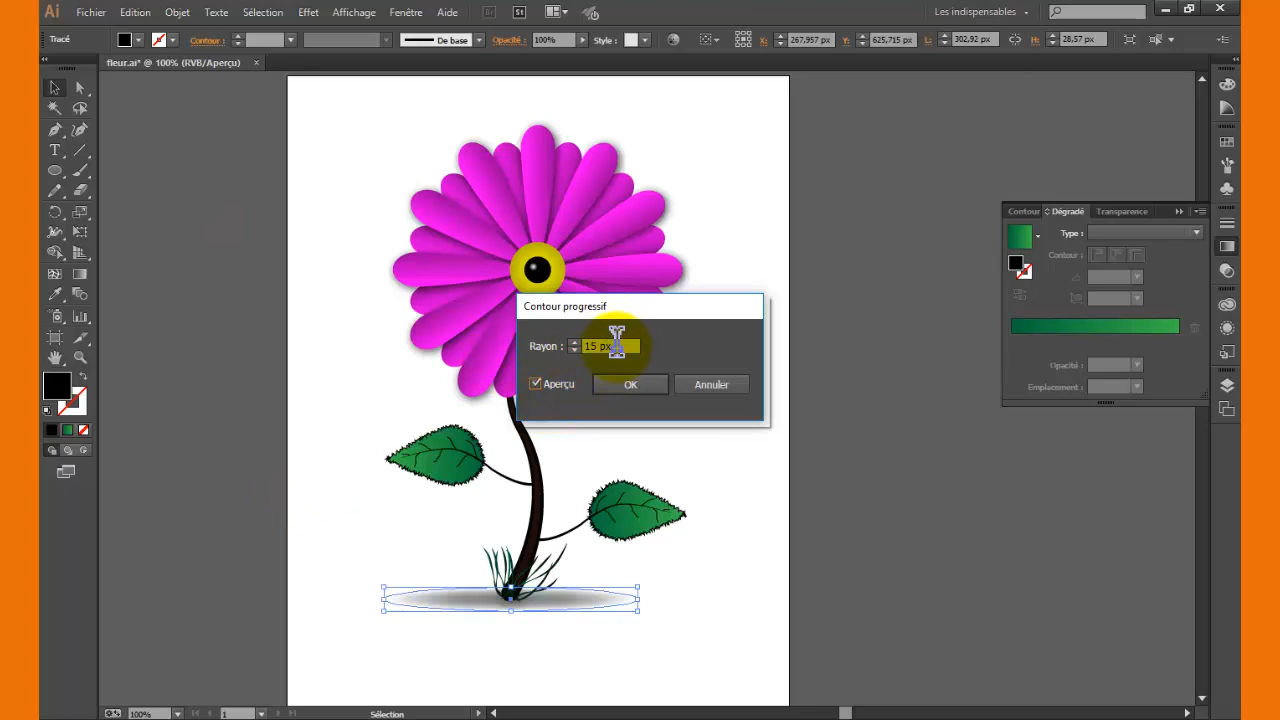 Ai Fichier Edition Objet Texte Sélection Effet Affichage Fenêtre Aide Br St Les indispensables
Tracé Contour : De base Opacité : 100% Style : X: 267,957 px Y: 625,715 px L: 302,92 px H: 28,57 px
fleur.ai* @ 100% (RVB/Aperçu) ×
Contour Dégradé Transparence
Type :
Contour :
Contour progressif
Rayon : 15 px
Aperçu OK Annuler
Opacité :
Emplacement :
100% 1 Sélection